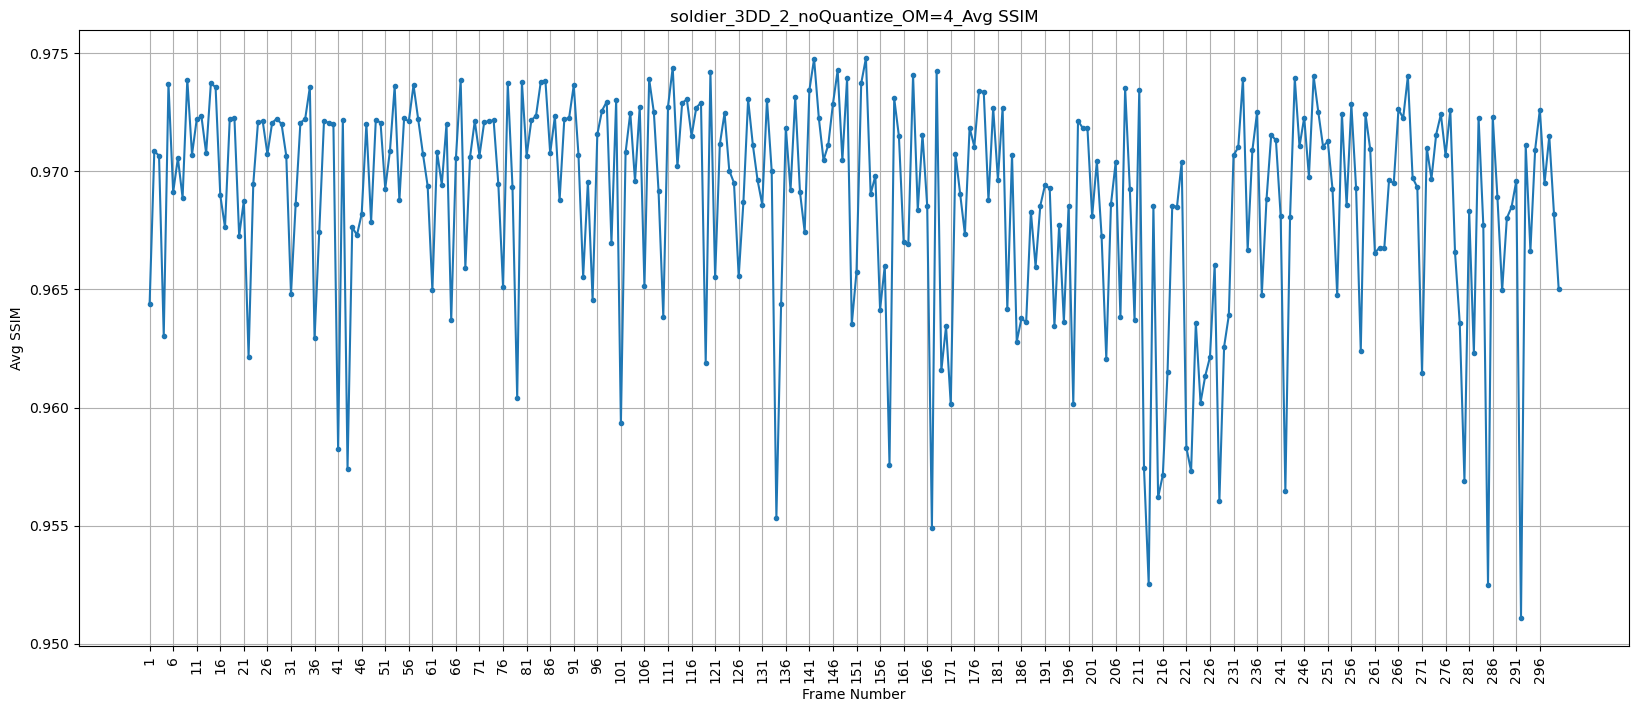 soldier_3DD_2_noQuantize_OM=4_Avg SSIM
Avg SSIM
0.975
0.970
0.965
0.960
0.955
0.950
1 6 11 16 21 26 31 36 41 46 51 56 61 66 71 76 81 86 91 96 101 106 111 116 121 126 131 136 141 146 151 156 161 166 171 176 181 186 191 196 201 206 211 216 221 226 231 236 241 246 251 256 261 266 271 276 281 286 291 296
Frame Number